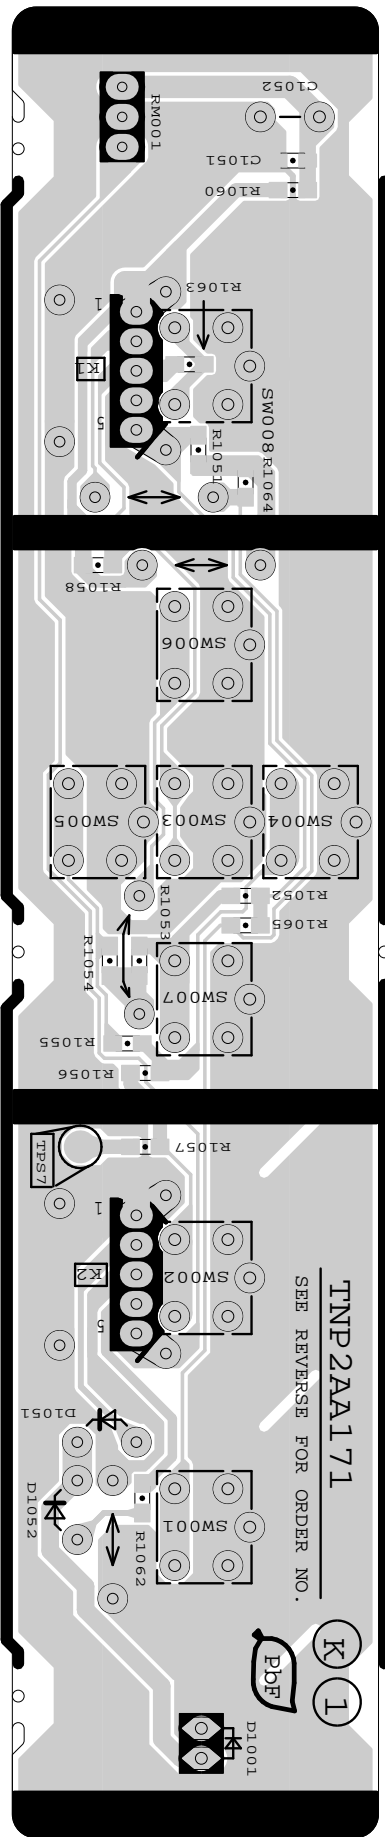 C1052
RM001
C1051
R1060
R1063
1
K1
5
SW008
R1051
R1064
R1058
SW006
SW005
SW003
SW004
R1052
R1053
R1065
R1054
SW007
R1055
R1056
R1057
TPS7
1
K2
SW002
5
TNP2AA171
SEE REVERSE FOR ORDER NO.
D1051
D1052
R1062
SW001
K
1
PbF
D1001